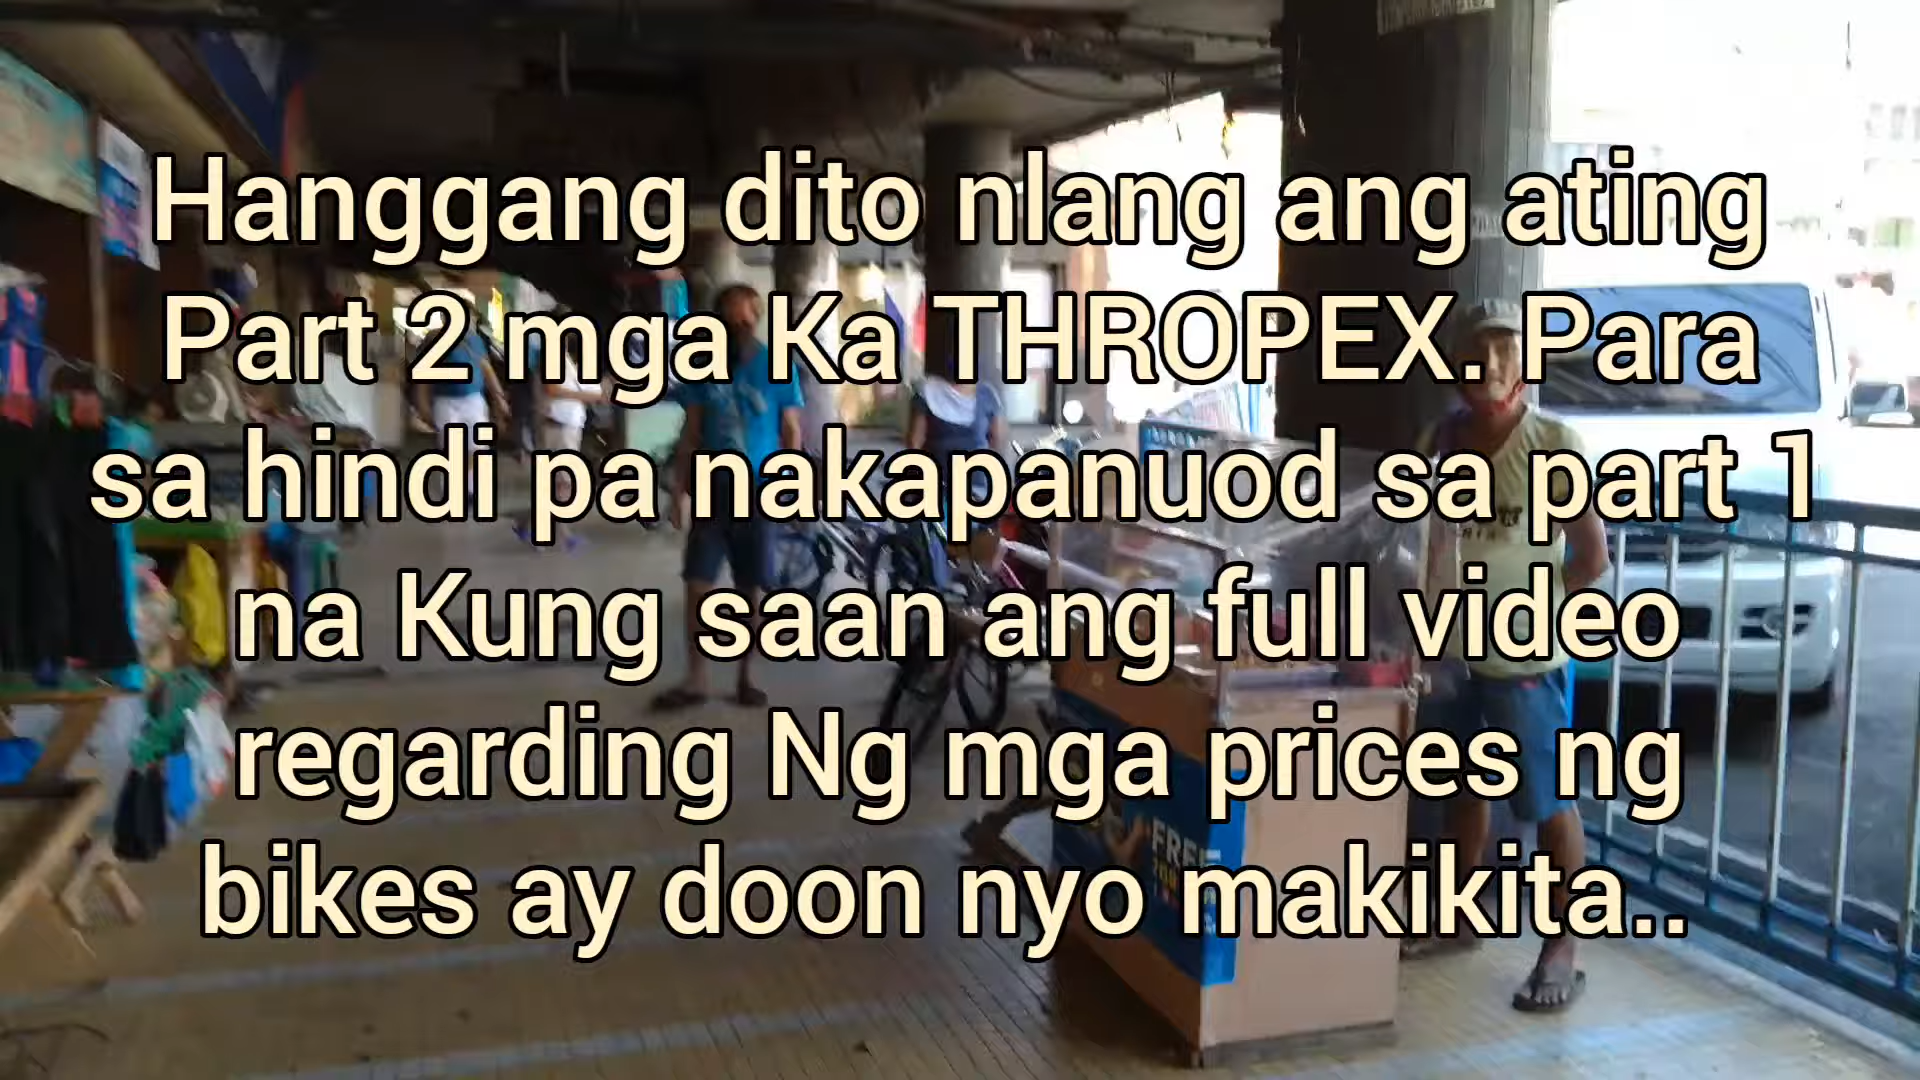 Hanggang dito nlang ang ating
Part 2 mga Ka THROPEX. Para
sa hindi pa nakapanuod sa part 1
na Kung saan ang full video
regarding Ng mga prices ng
bikes ay doon nyo makikita..
FREE